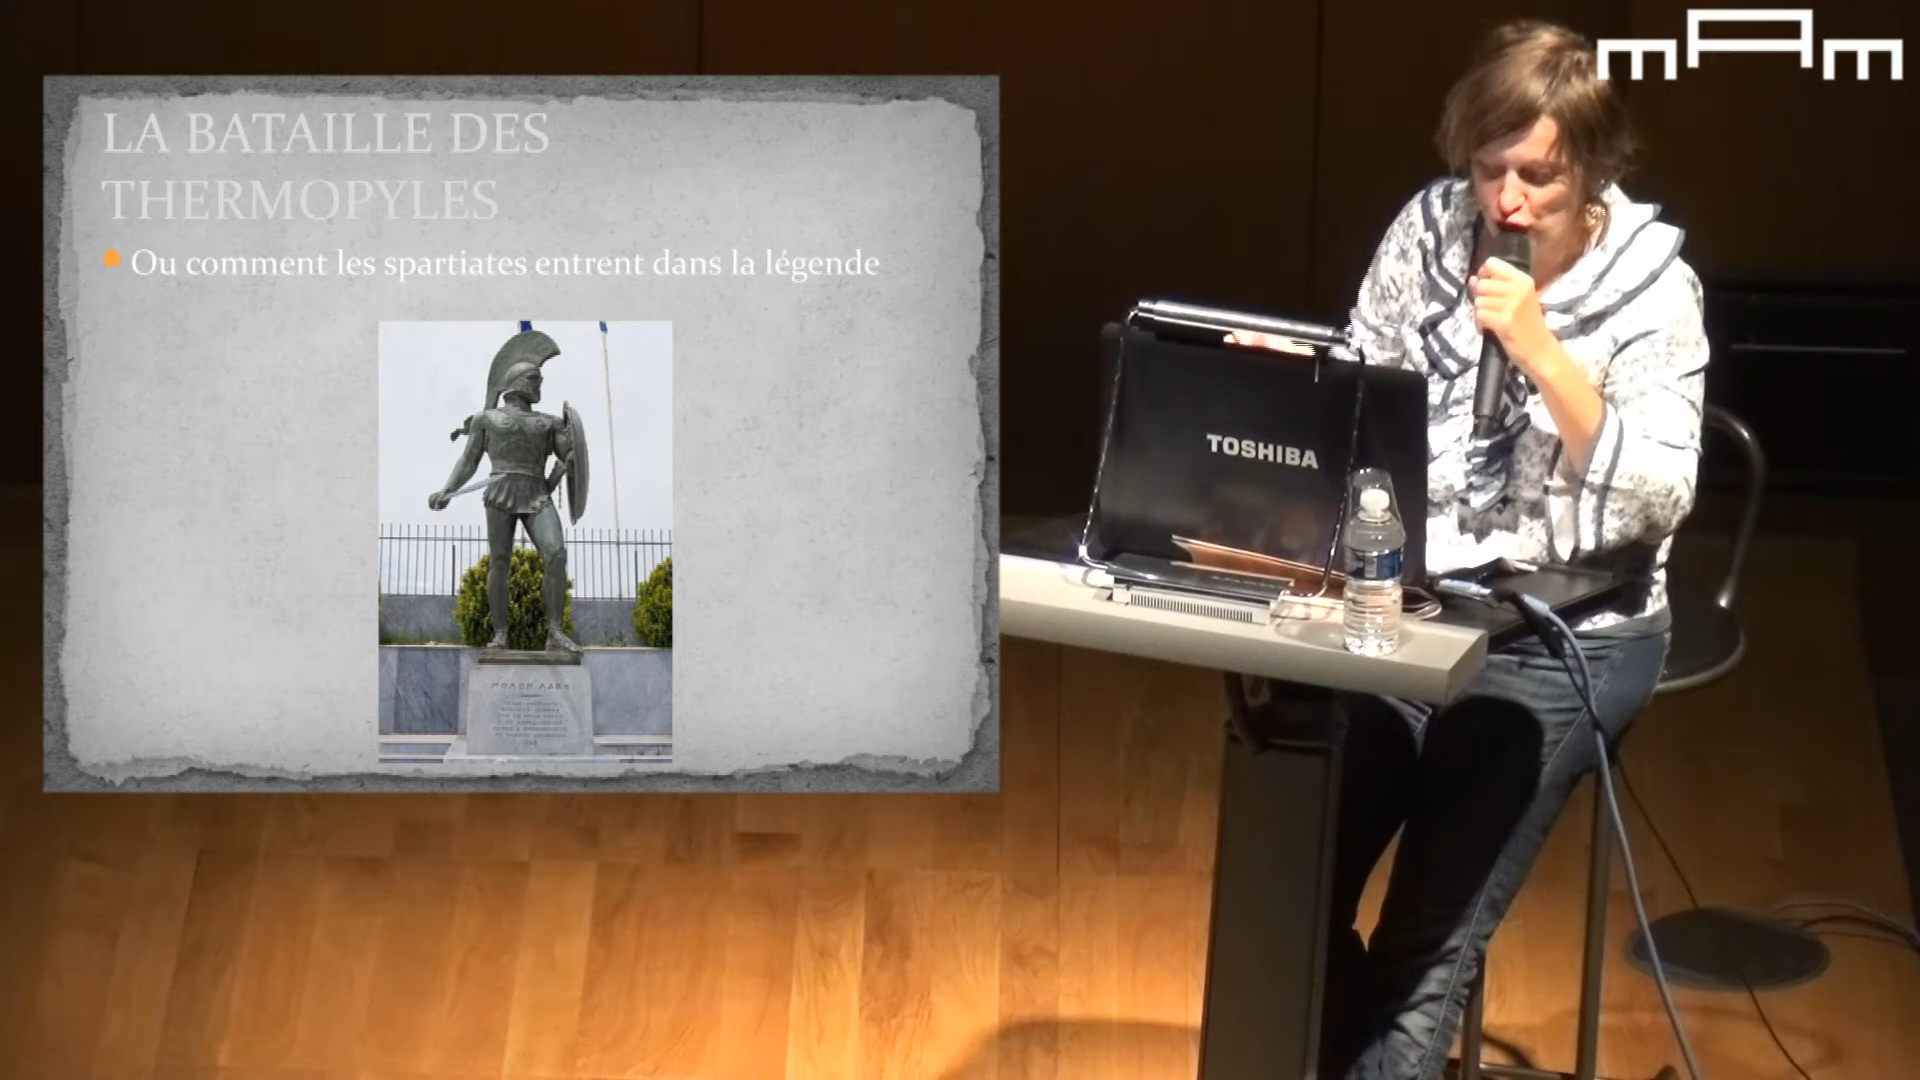 LA BATAILLE DES
THERMOPYLES
Ou comment les spartiates entrent dans la légende
ΜΟΛΩΝ ΛΑΒΕ
mAm
TOSHIBA